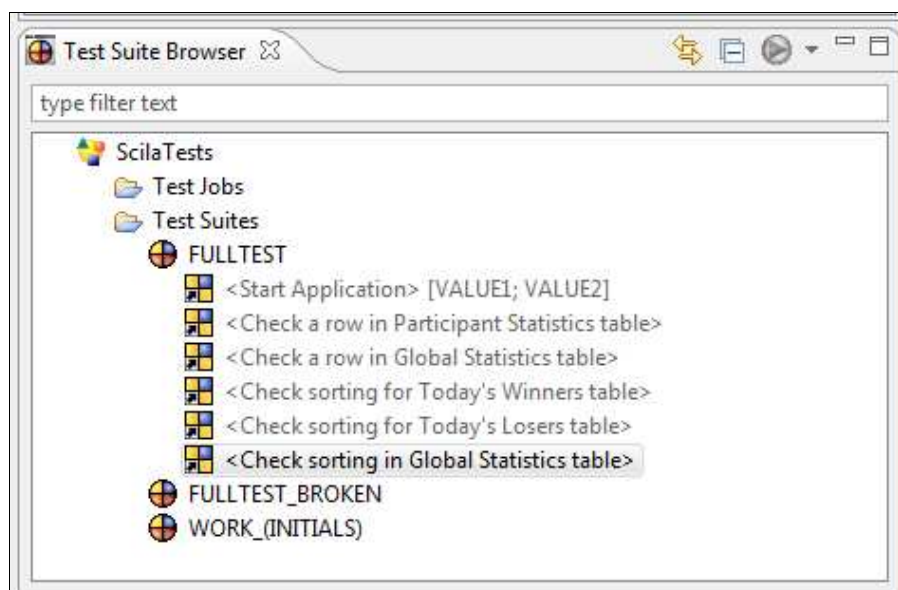 Test Suite Browser
type filter text
ScilaTests
Test Jobs
Test Suites
FULLTEST
<Start Application> [VALUE1; VALUE2]
<Check a row in Participant Statistics table>
<Check a row in Global Statistics table>
<Check sorting for Today's Winners table>
<Check sorting for Today's Losers table>
<Check sorting in Global Statistics table>
FULLTEST_BROKEN
WORK_(INITIALS)